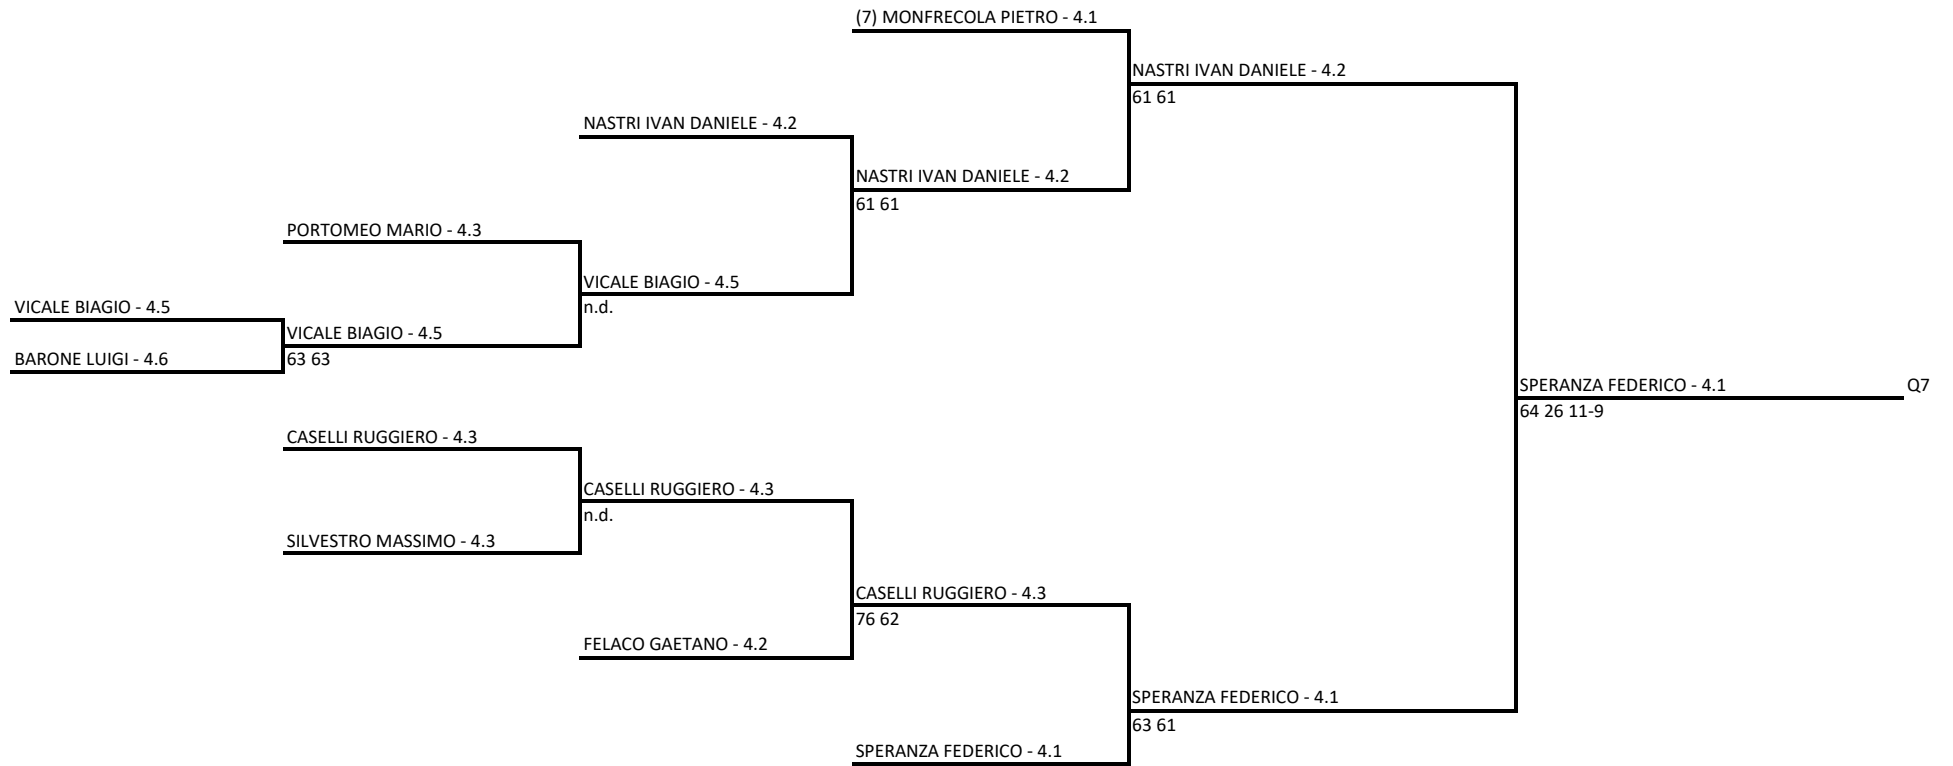 (7) MONFRECOLA PIETRO - 4.1
NASTRI IVAN DANIELE - 4.2
61 61
NASTRI IVAN DANIELE - 4.2
NASTRI IVAN DANIELE - 4.2
61 61
PORTOMEO MARIO - 4.3
VICALE BIAGIO - 4.5
n.d.
VICALE BIAGIO - 4.5
VICALE BIAGIO - 4.5
63 63
BARONE LUIGI - 4.6
SPERANZA FEDERICO - 4.1
Q7
64 26 11-9
CASELLI RUGGIERO - 4.3
CASELLI RUGGIERO - 4.3
n.d.
SILVESTRO MASSIMO - 4.3
CASELLI RUGGIERO - 4.3
76 62
FELACO GAETANO - 4.2
SPERANZA FEDERICO - 4.1
63 61
SPERANZA FEDERICO - 4.1